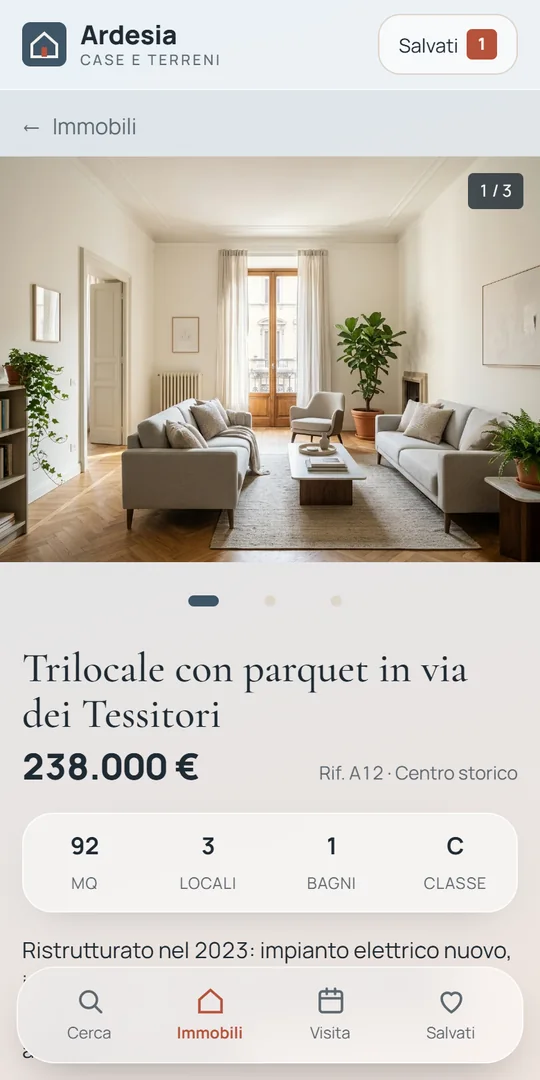 Ardesia
CASE E TERRENI
Salvati 1
← Immobili
1 / 3
Trilocale con parquet in via
dei Tessitori
238.000 €
Rif. A12 · Centro storico
92
MQ
3
LOCALI
1
BAGNI
C
CLASSE
Ristrutturato nel 2023: impianto elettrico nuovo,
Cerca
Immobili
Visita
Salvati